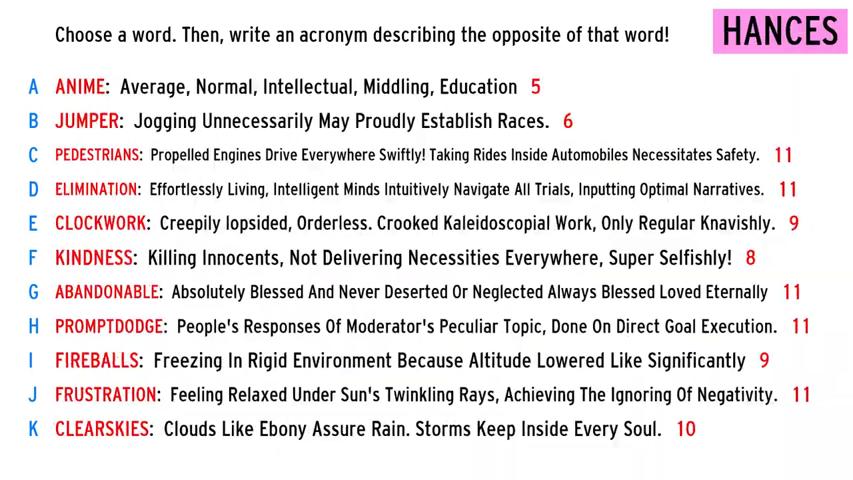 Choose a word. Then, write an acronym describing the opposite of that word!
HANCES
A ANIME: Average, Normal, Intellectual, Middling, Education 5
B JUMPER: Jogging Unnecessarily May Proudly Establish Races. 6
C PEDESTRIANS: Propelled Engines Drive Everywhere Swiftly! Taking Rides Inside Automobiles Necessitates Safety. 11
D ELIMINATION: Effortlessly Living, Intelligent Minds Intuitively Navigate All Trials, Inputting Optimal Narratives. 11
E CLOCKWORK: Creepily lopsided, Orderless. Crooked Kaleidoscopial Work, Only Regular Knavishly. 9
F KINDNESS: Killing Innocents, Not Delivering Necessities Everywhere, Super Selfishly! 8
G ABANDONABLE: Absolutely Blessed And Never Deserted Or Neglected Always Blessed Loved Eternally 11
H PROMPTDODGE: People's Responses Of Moderator's Peculiar Topic, Done On Direct Goal Execution. 11
I FIREBALLS: Freezing In Rigid Environment Because Altitude Lowered Like Significantly 9
J FRUSTRATION: Feeling Relaxed Under Sun's Twinkling Rays, Achieving The Ignoring Of Negativity. 11
K CLEARSKIES: Clouds Like Ebony Assure Rain. Storms Keep Inside Every Soul. 10